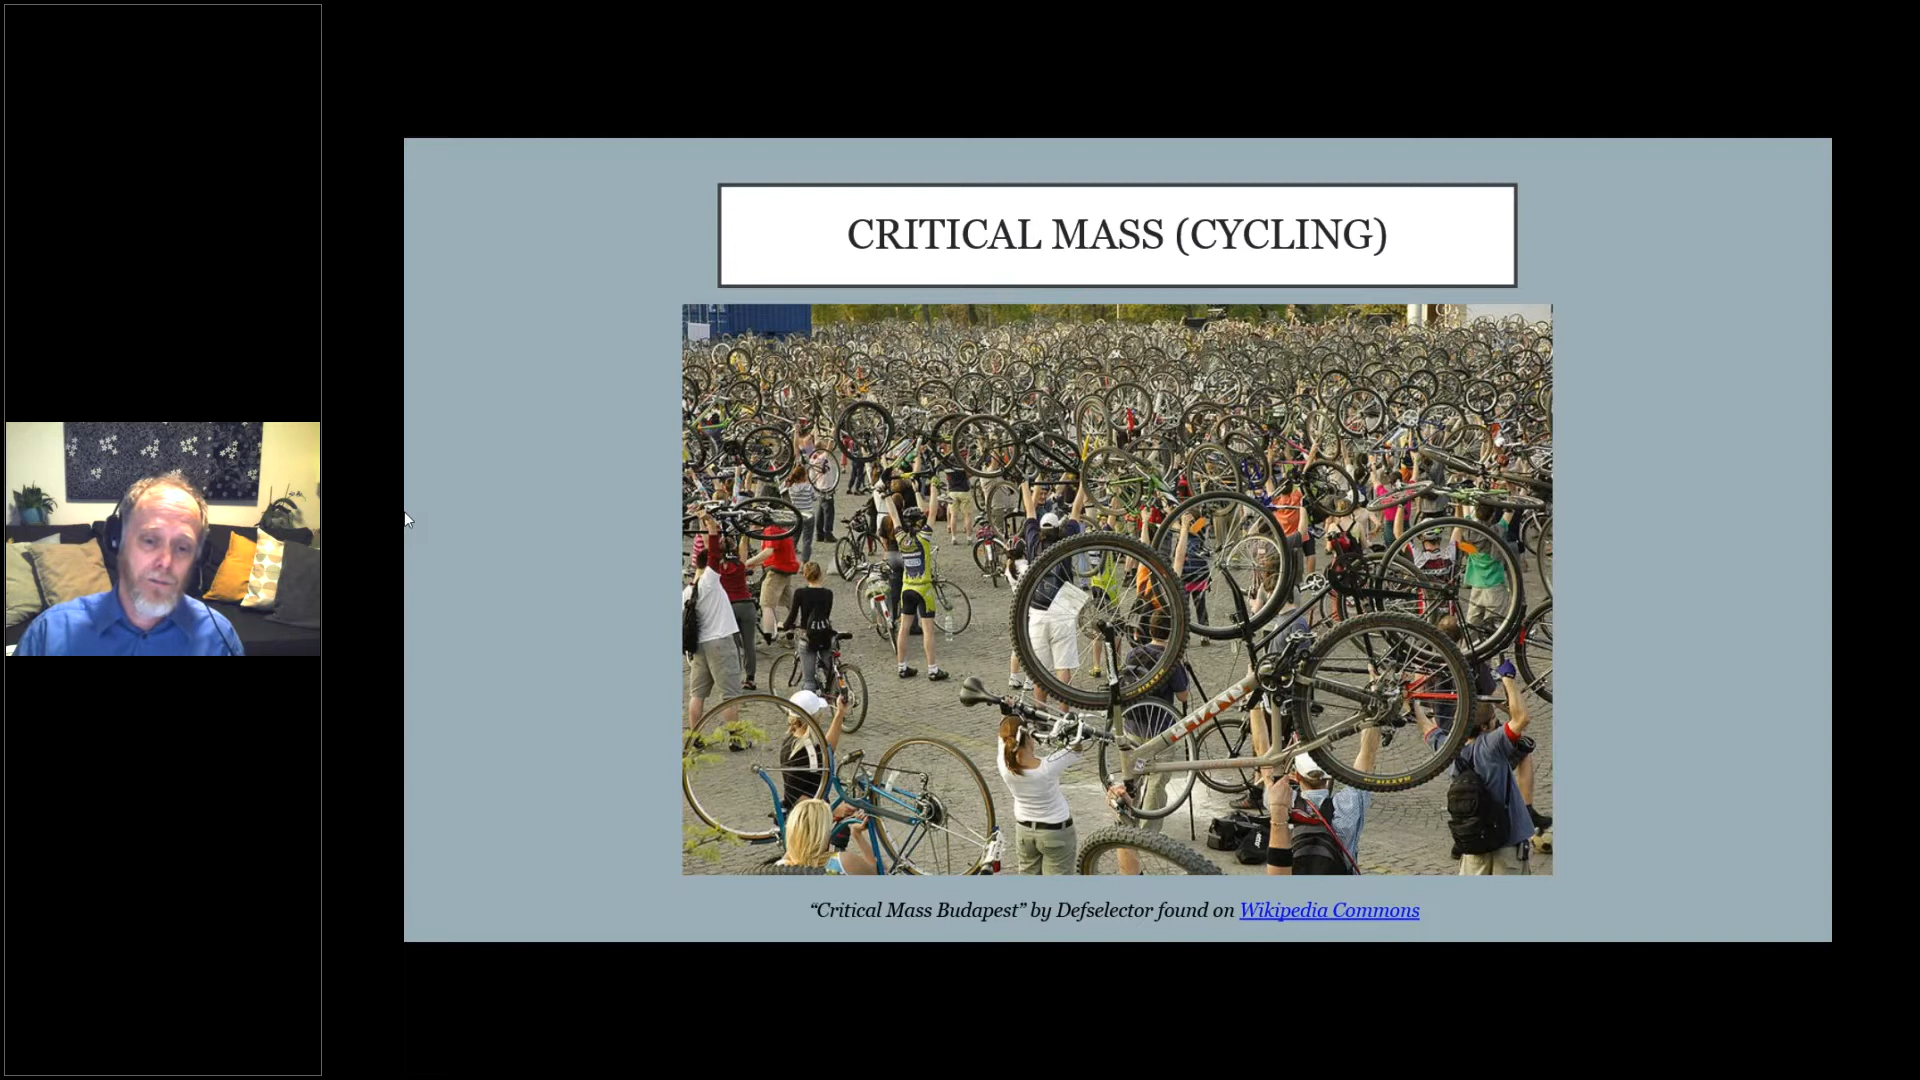 CRITICAL MASS (CYCLING)
“Critical Mass Budapest” by Defselector found on Wikipedia Commons